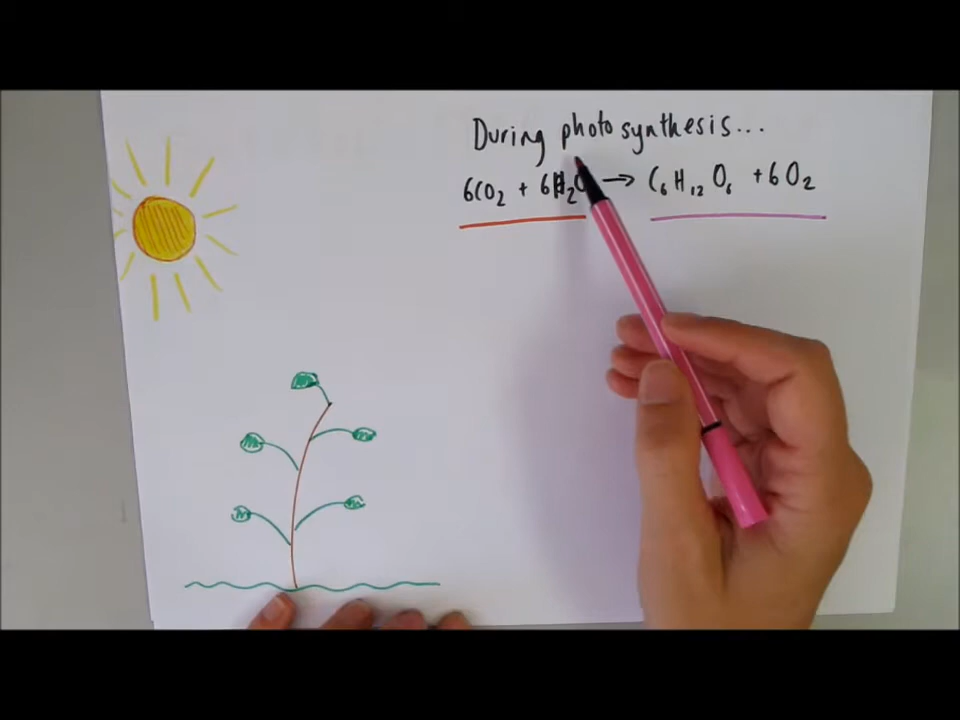 During photosynthesis...
6CO₂ + 6H₂O → C₆H₁₂O₆ + 6O₂